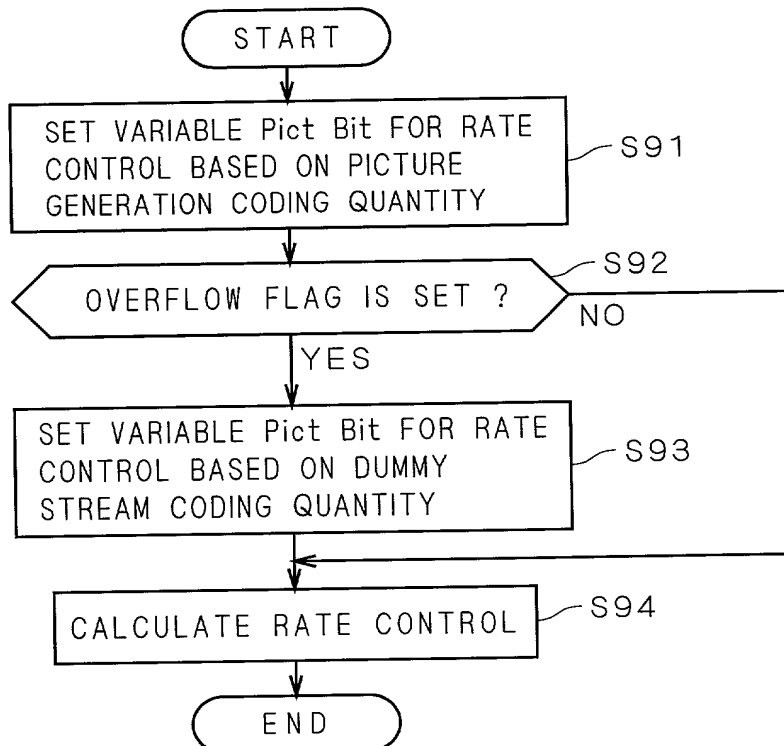 START
SET VARIABLE Pict Bit FOR RATE
CONTROL BASED ON PICTURE
GENERATION CODING QUANTITY
S91
OVERFLOW FLAG IS SET ?
S92
NO
YES
SET VARIABLE Pict Bit FOR RATE
CONTROL BASED ON DUMMY
STREAM CODING QUANTITY
S93
CALCULATE RATE CONTROL
S94
END